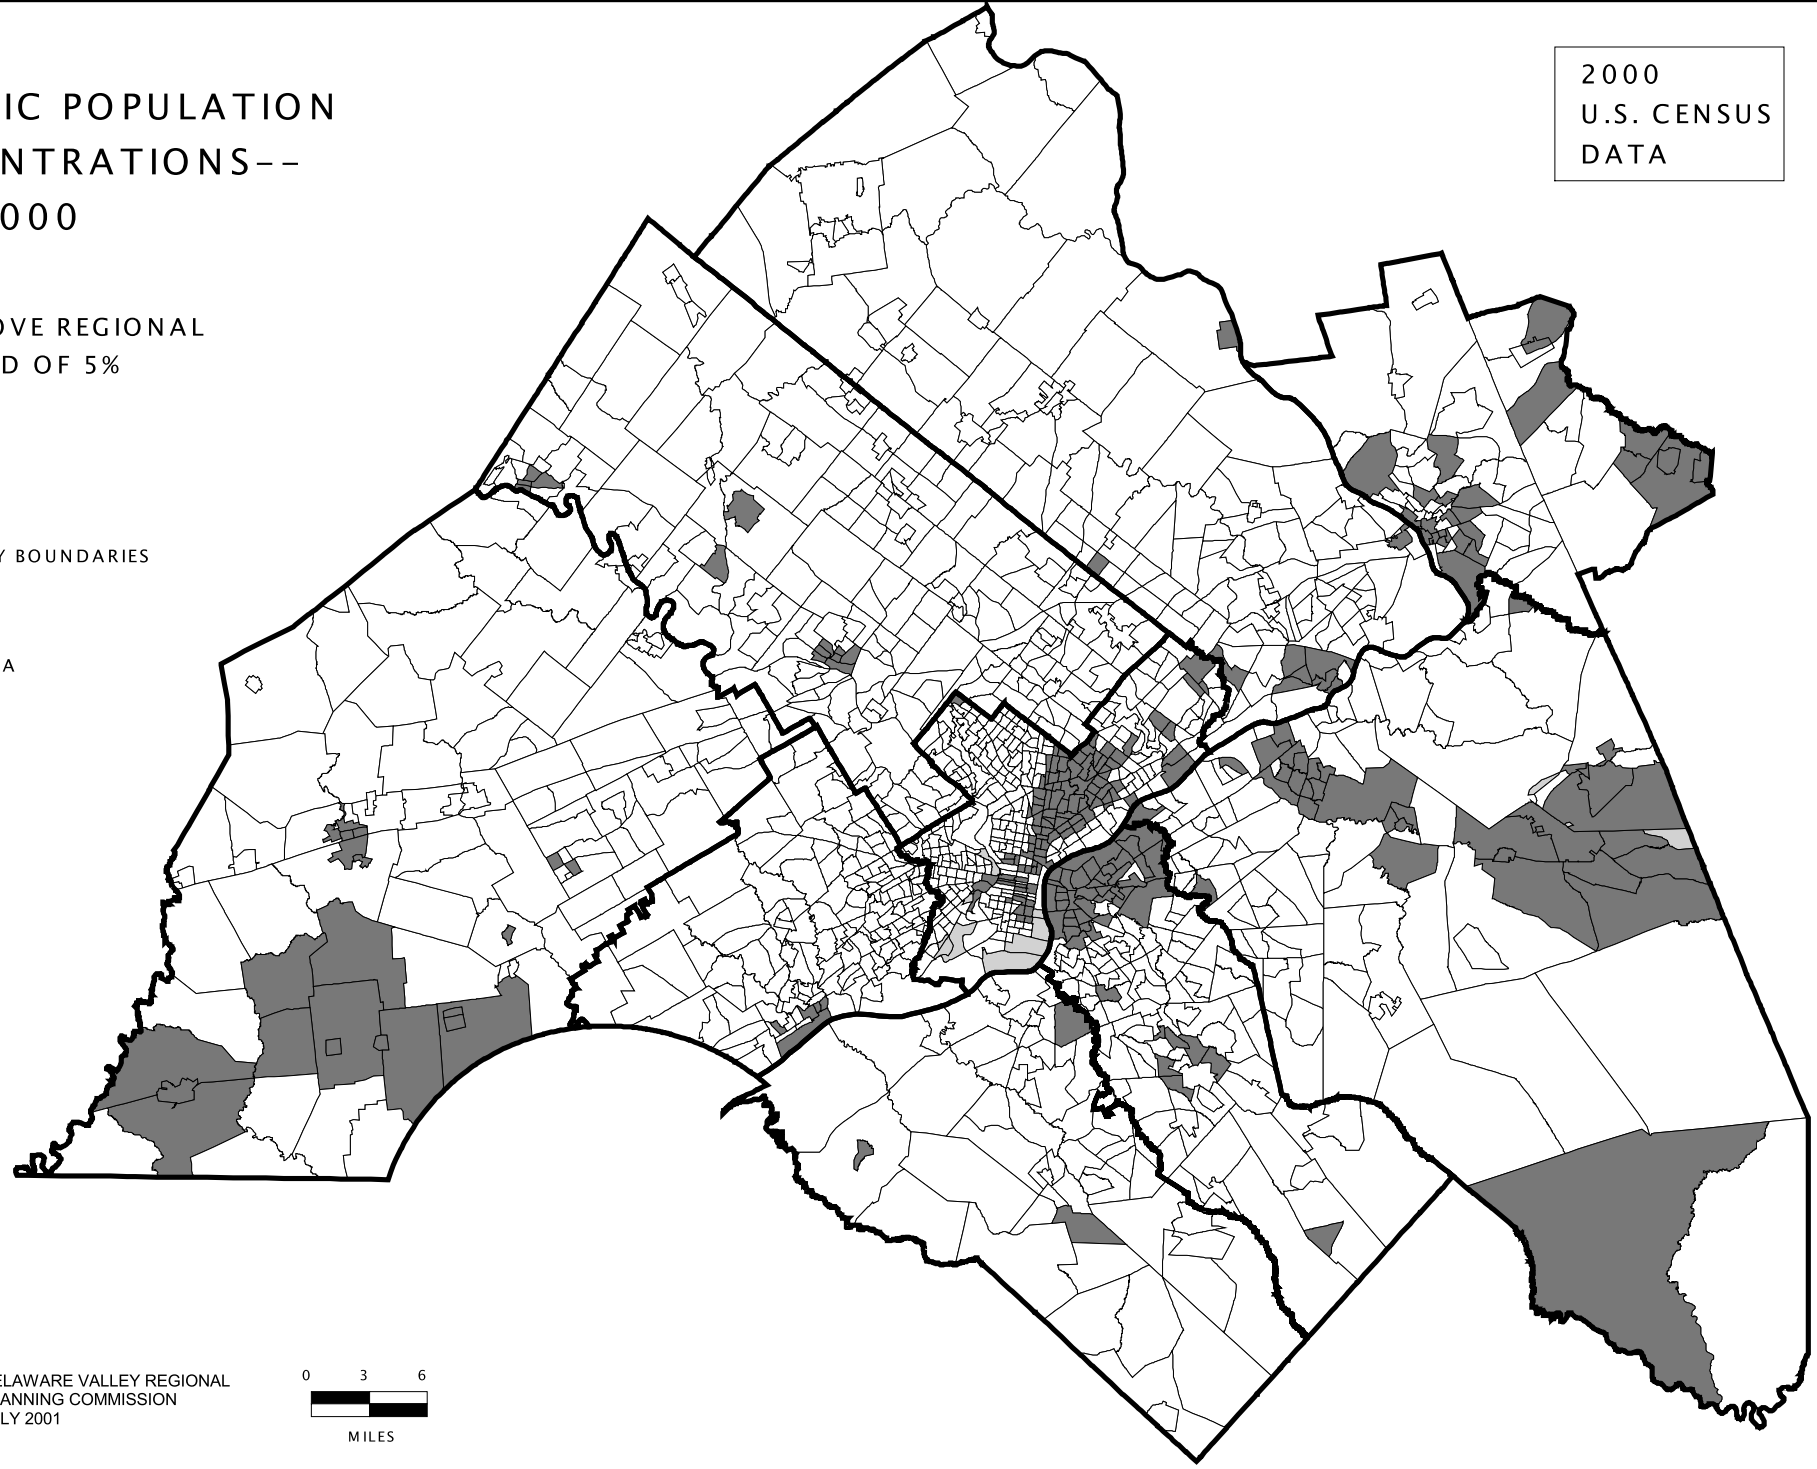 IC POPULATION
NTRATIONS--
000
OVE REGIONAL
D OF 5%
Y BOUNDARIES
A
2000
U.S. CENSUS
DATA
ELAWARE VALLEY REGIONAL
ANNING COMMISSION
LY 2001
0 3 6
MILES